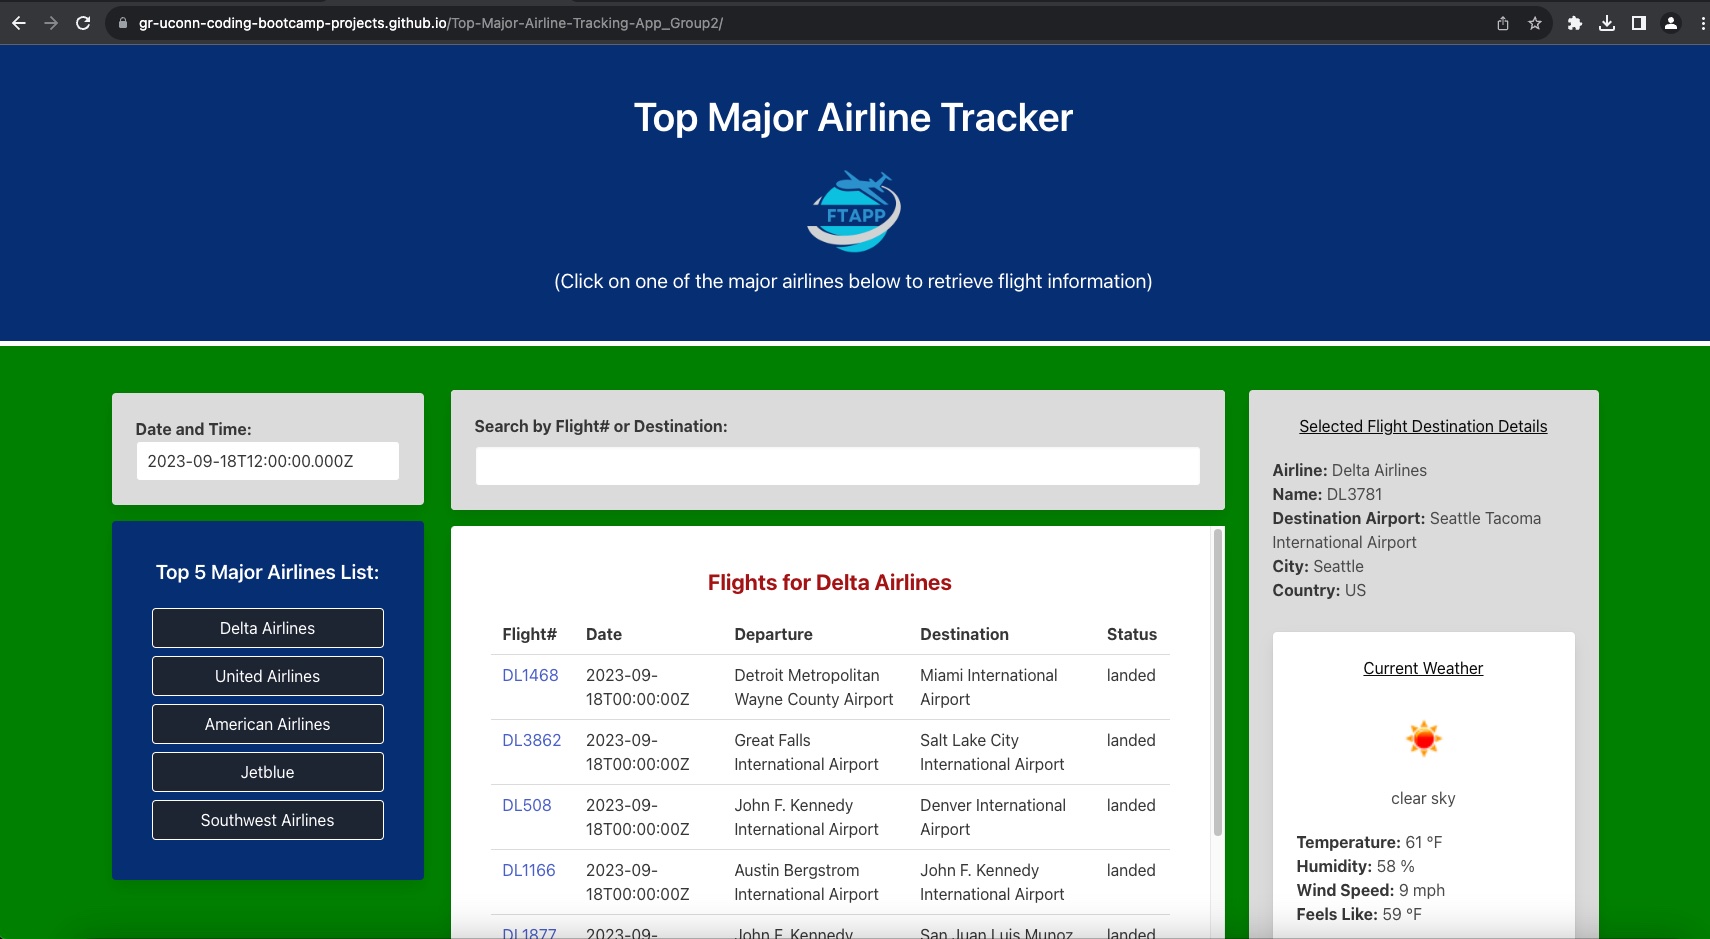 gr-uconn-coding-bootcamp-projects.github.io/Top-Major-Airline-Tracking-App_Group2/
Top Major Airline Tracker
FTAPP
(Click on one of the major airlines below to retrieve flight information)
Date and Time:
2023-09-18T12:00:00.000Z
Top 5 Major Airlines List:
Delta Airlines
United Airlines
American Airlines
Jetblue
Southwest Airlines
Search by Flight# or Destination:
Flights for Delta Airlines
Flight# Date Departure Destination Status
DL1468 2023-09- Detroit Metropolitan Miami International landed
18T00:00:00Z Wayne County Airport Airport
DL3862 2023-09- Great Falls Salt Lake City landed
18T00:00:00Z International Airport International Airport
DL508 2023-09- John F. Kennedy Denver International landed
18T00:00:00Z International Airport Airport
DL1166 2023-09- Austin Bergstrom John F. Kennedy landed
18T00:00:00Z International Airport International Airport
DL1877 2023-09- John F. Kennedy San Juan Luis Munoz landed
Selected Flight Destination Details
Airline: Delta Airlines
Name: DL3781
Destination Airport: Seattle Tacoma
International Airport
City: Seattle
Country: US
Current Weather
clear sky
Temperature: 61 °F
Humidity: 58 %
Wind Speed: 9 mph
Feels Like: 59 °F